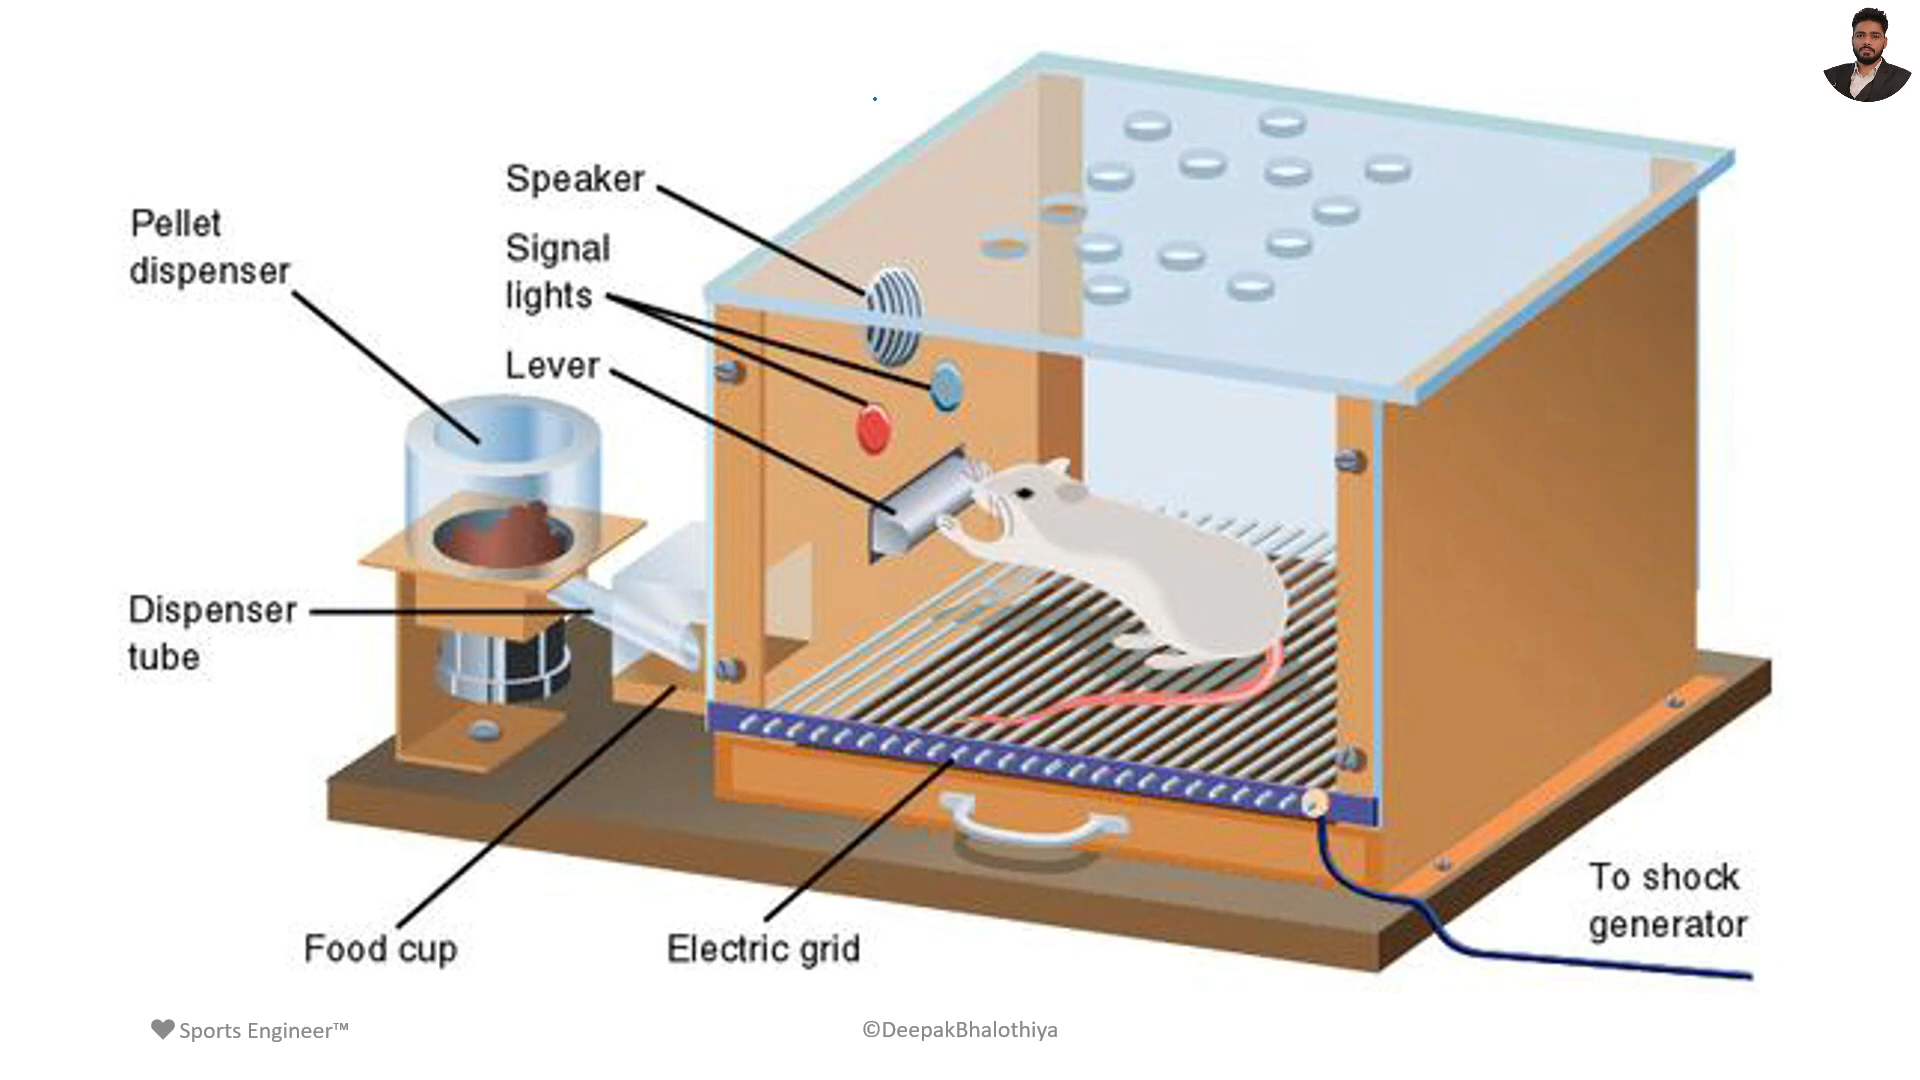 Speaker
Pellet
dispenser
Signal
lights
Lever
Dispenser
tube
Food cup
Electric grid
To shock
generator
Sports Engineer™
©DeepakBhalothiya